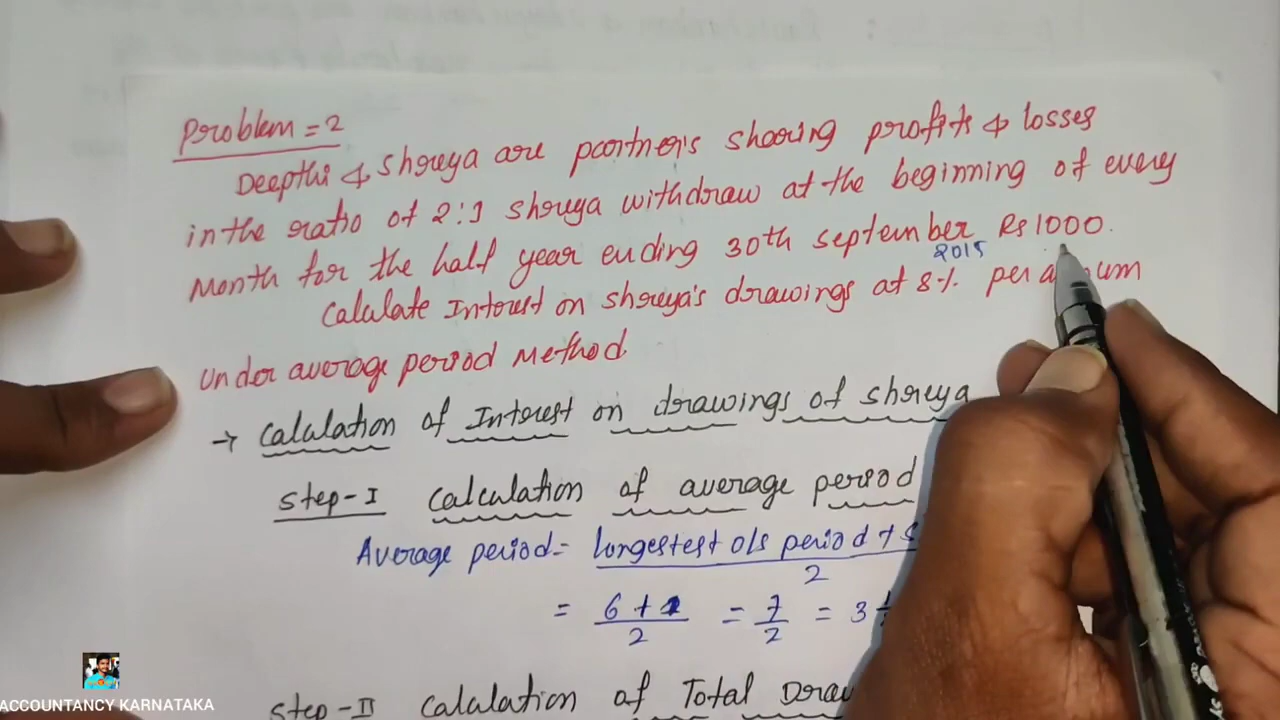 Problem = 2
Deepthi & shreya are partner's sharing profits & losses
in the ratio of 2:1 shreya withdraw at the beginning of every
Month for the half year ending 30th september Rs 1000.
2015
Calulate Interest on shreya's drawings at 8% per a um
under average period Method.
→ Calulation of Interest on drawings of shreya
Step-I Calculation of average period
Average period = longestest o/s period + s
2
= 6 + 1 = 7 = 3 1
2 2
Step-II Calulation of Total Draw
ACCOUNTANCY KARNATAKA